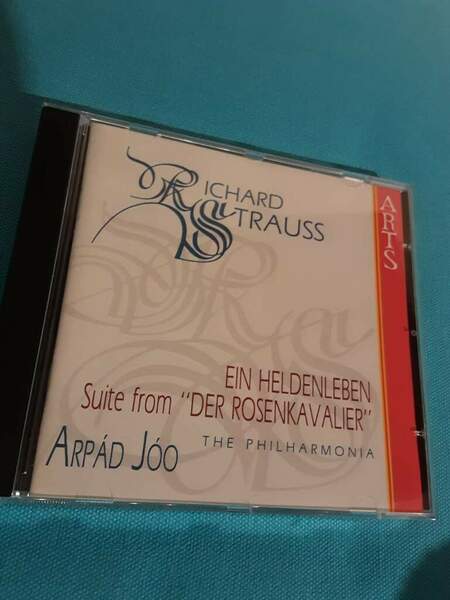 RICHARD
STRAUSS
ARTS
EIN HELDENLEBEN
Suite from "DER ROSENKAVALIER"
ARPÁD JÓO THE PHILHARMONIA